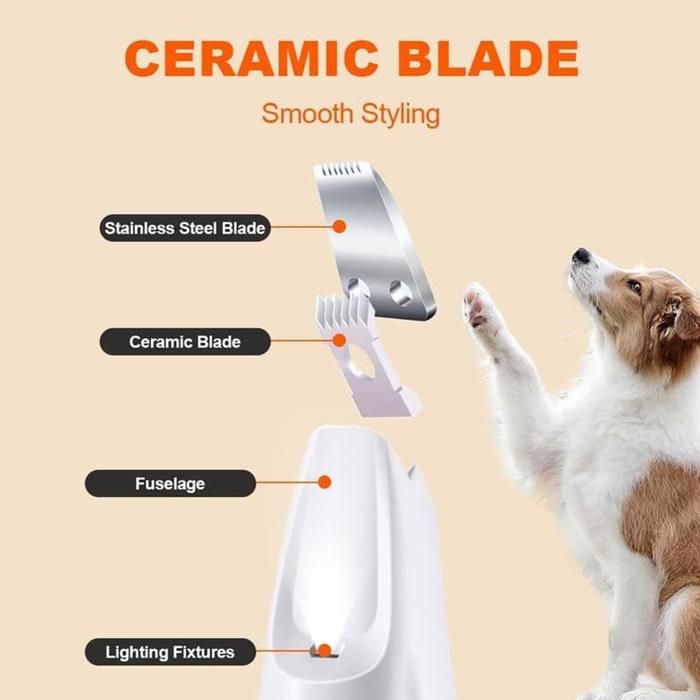 CERAMIC BLADE
Smooth Styling
Stainless Steel Blade
Ceramic Blade
Fuselage
Lighting Fixtures